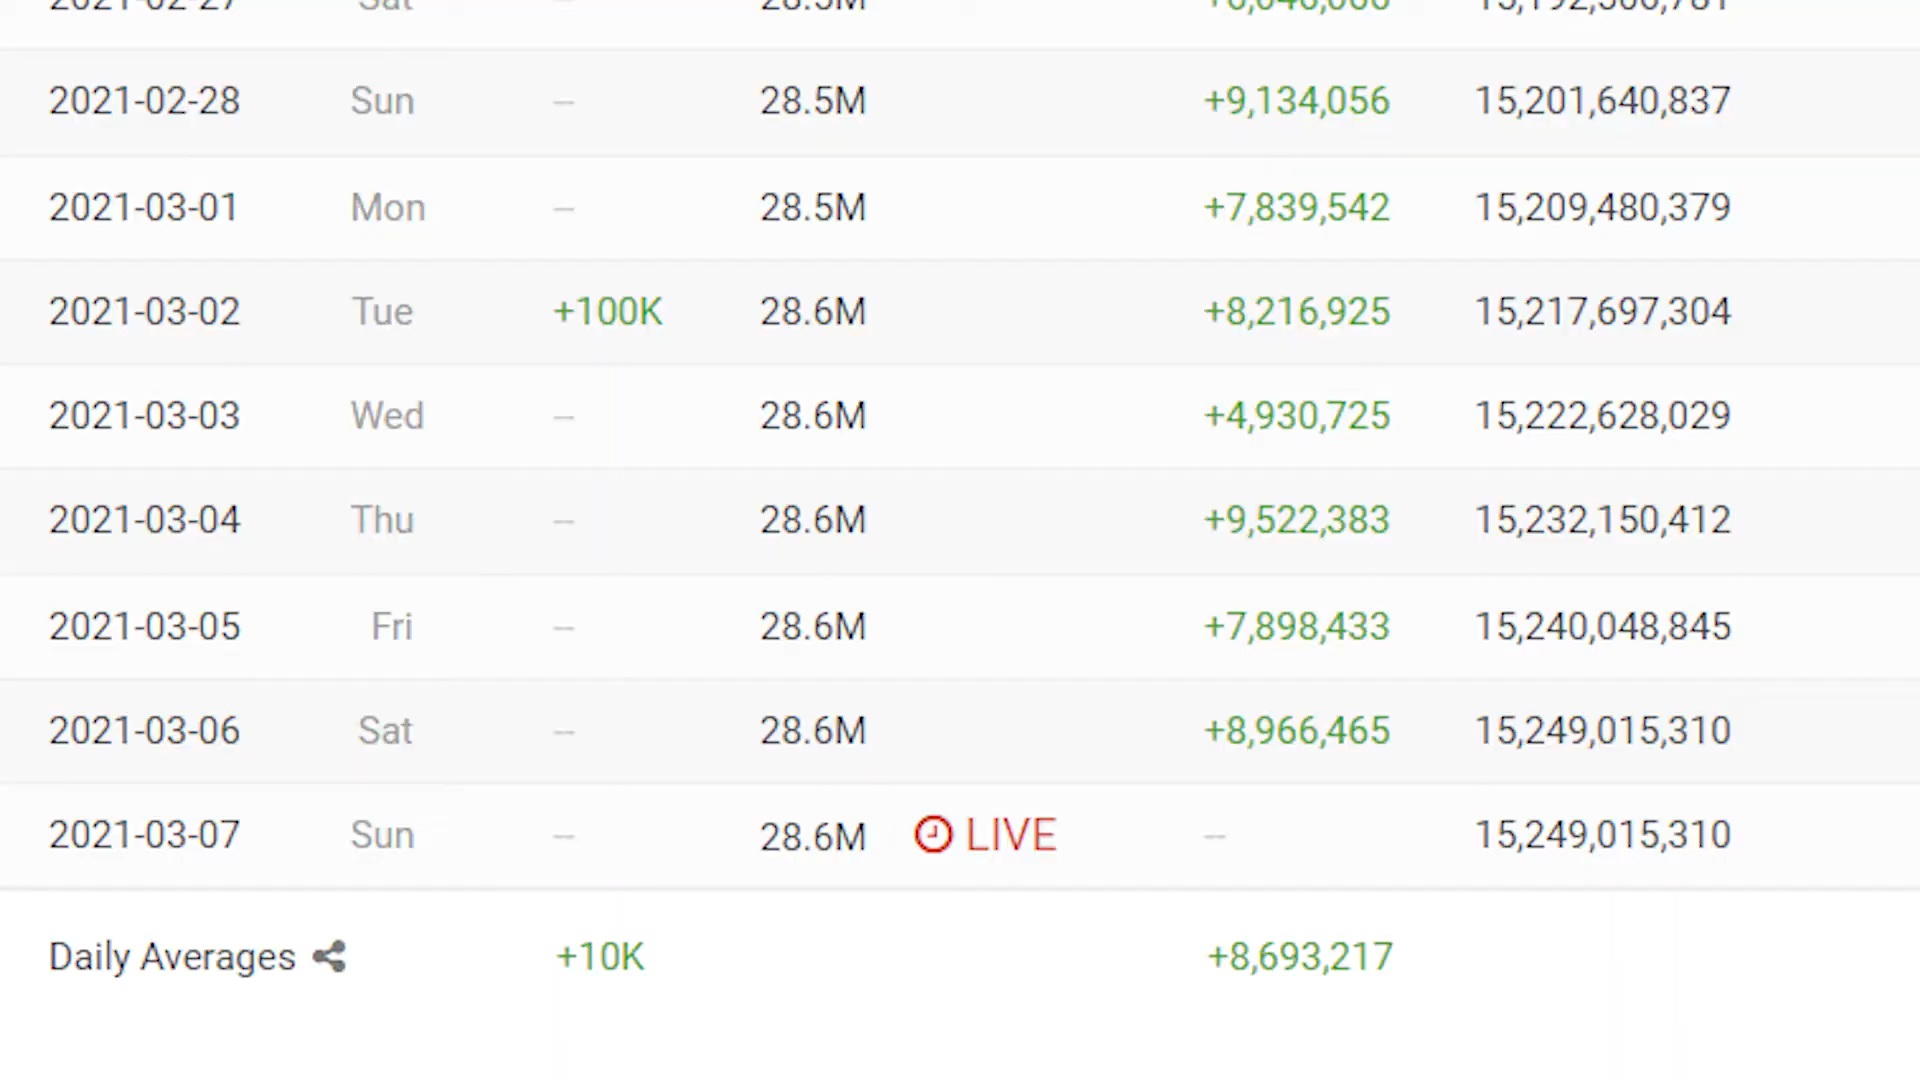 2021-02-28 Sun -- 28.5M +9,134,056 15,201,640,837
2021-03-01 Mon -- 28.5M +7,839,542 15,209,480,379
2021-03-02 Tue +100K 28.6M +8,216,925 15,217,697,304
2021-03-03 Wed -- 28.6M +4,930,725 15,222,628,029
2021-03-04 Thu -- 28.6M +9,522,383 15,232,150,412
2021-03-05 Fri -- 28.6M +7,898,433 15,240,048,845
2021-03-06 Sat -- 28.6M +8,966,465 15,249,015,310
2021-03-07 Sun -- 28.6M LIVE -- 15,249,015,310
Daily Averages +10K +8,693,217